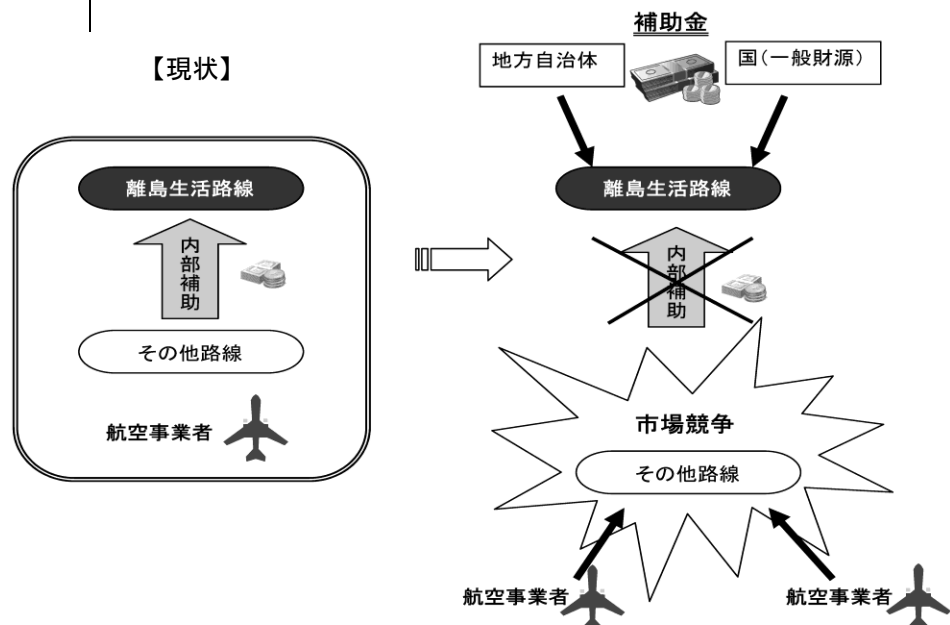 【現状】
離島生活路線
内部補助
その他路線
航空事業者
補助金
地方自治体
国(一般財源)
離島生活路線
内部補助
市場競争
その他路線
航空事業者
航空事業者